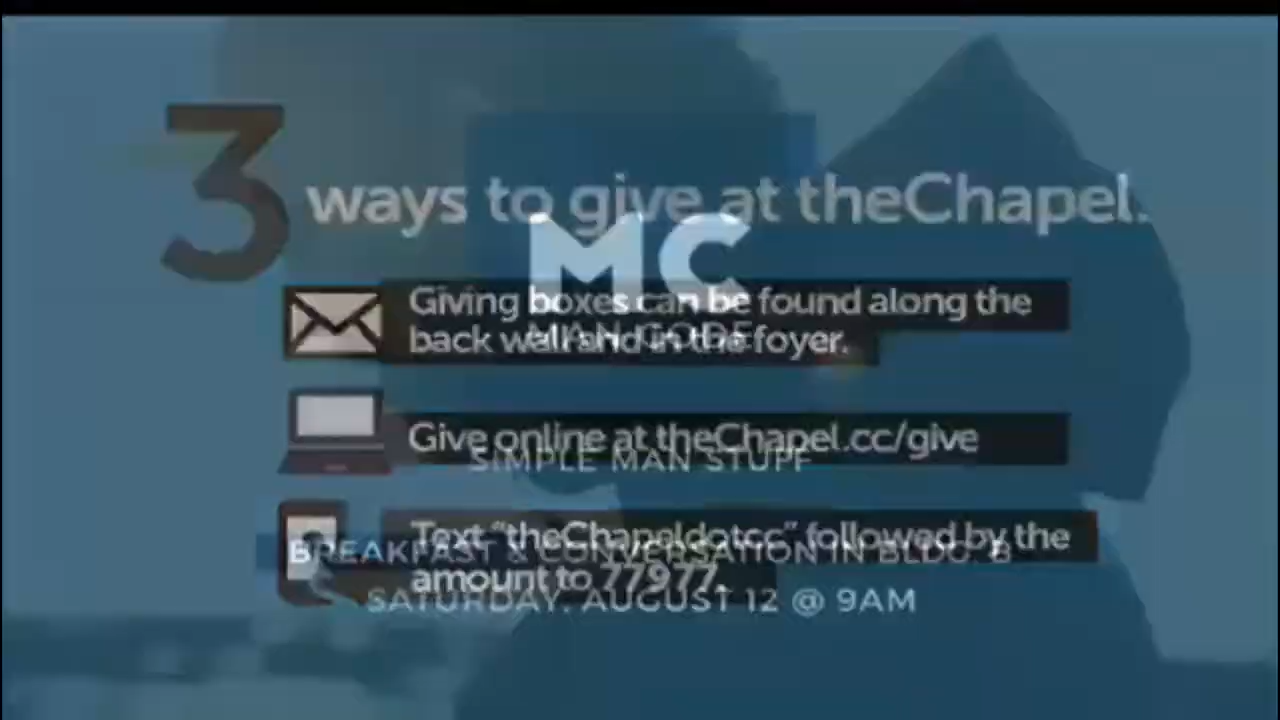 3 ways to give at theChapel.
MC
Giving boxes can be found along the
MAN CODE
back wall and in the foyer.
Give online at theChapel.cc/give
SIMPLE MAN STUFF
Text “theChapeldotcc” followed by the
BREAKFAST & CONVERSATION IN BLDG. B
amount to 77977.
SATURDAY, AUGUST 12 @ 9AM